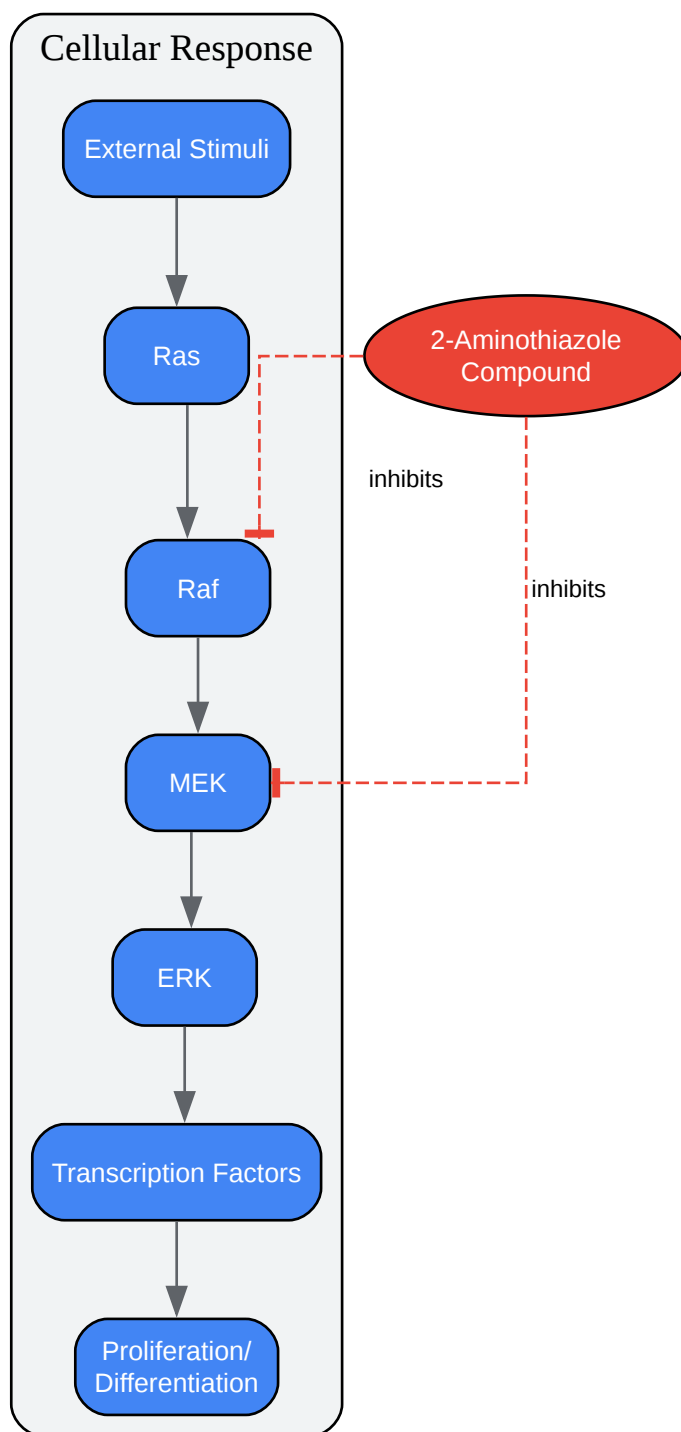 Cellular Response
External Stimuli
Ras
2-Aminothiazole
Compound
inhibits
Raf
inhibits
MEK
ERK
Transcription Factors
Proliferation/
Differentiation